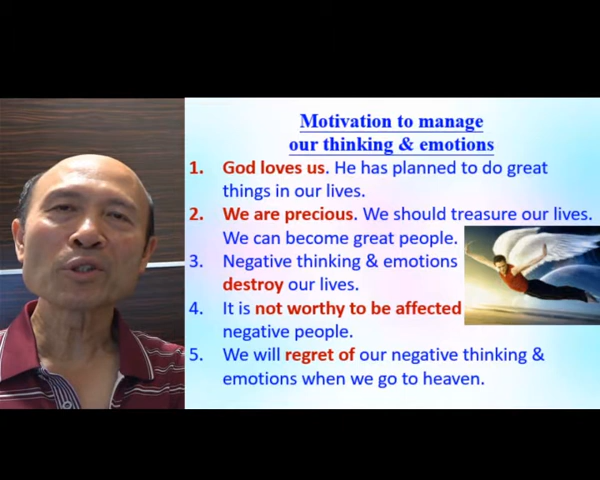 Motivation to manage
our thinking & emotions
1. God loves us. He has planned to do great
things in our lives.
2. We are precious. We should treasure our lives.
We can become great people.
3. Negative thinking & emotions
destroy our lives.
4. It is not worthy to be affected
negative people.
5. We will regret of our negative thinking &
emotions when we go to heaven.